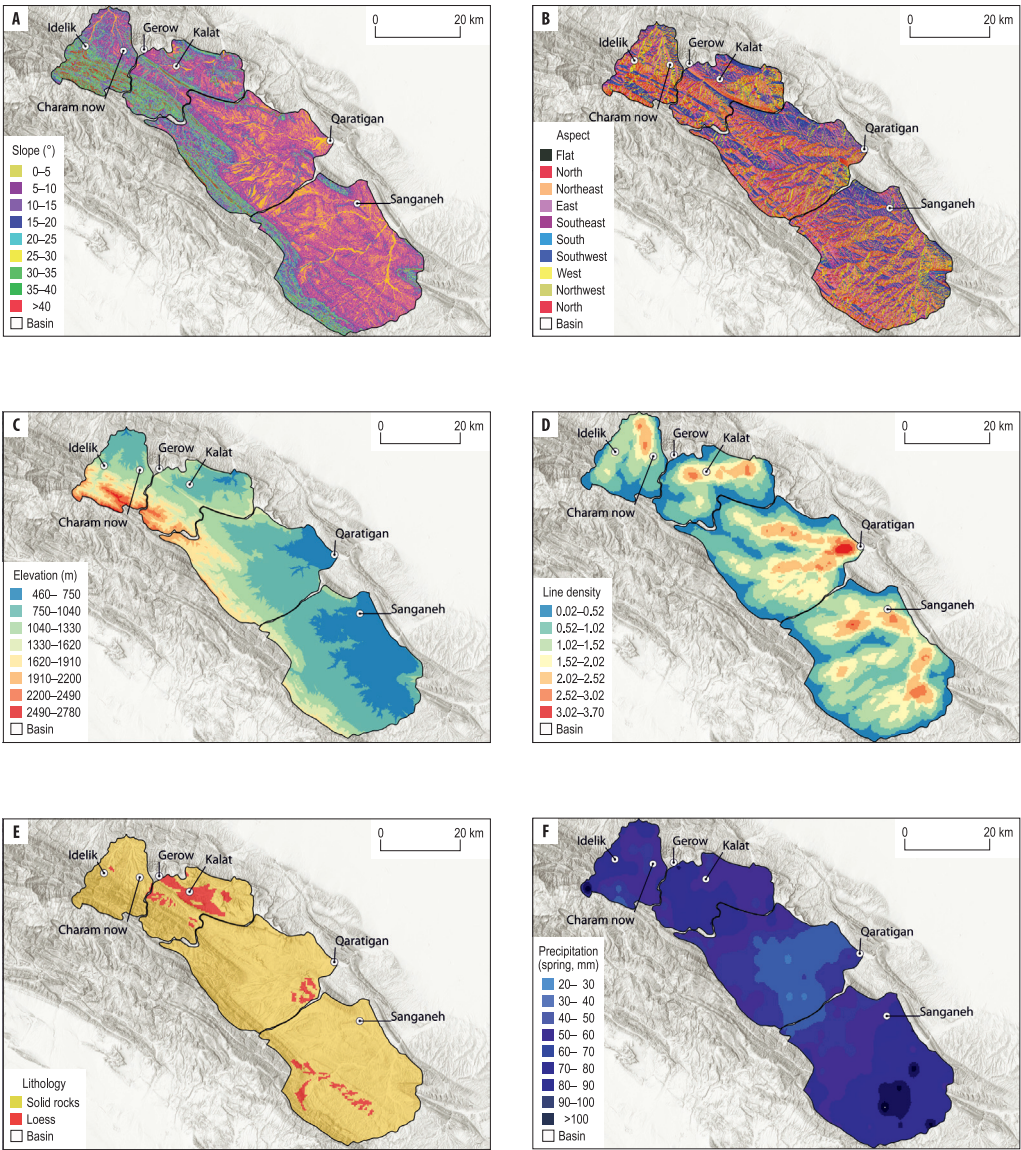 A
0 20 km
Idelik
Gerow
Kalat
Charam now
Qaratigan
Sanganeh
Slope (°)
0–5
5–10
10–15
15–20
20–25
25–30
30–35
35–40
>40
Basin
B
0 20 km
Idelik
Gerow
Kalat
Charam now
Qaratigan
Sanganeh
Aspect
Flat
North
Northeast
East
Southeast
South
Southwest
West
Northwest
North
Basin
C
0 20 km
Idelik
Gerow
Kalat
Charam now
Qaratigan
Sanganeh
Elevation (m)
460– 750
750–1040
1040–1330
1330–1620
1620–1910
1910–2200
2200–2490
2490–2780
Basin
D
0 20 km
Idelik
Gerow
Kalat
Charam now
Qaratigan
Sanganeh
Line density
0.02–0.52
0.52–1.02
1.02–1.52
1.52–2.02
2.02–2.52
2.52–3.02
3.02–3.70
Basin
E
0 20 km
Idelik
Gerow
Kalat
Charam now
Qaratigan
Sanganeh
Lithology
Solid rocks
Loess
Basin
F
0 20 km
Idelik
Gerow
Kalat
Charam now
Qaratigan
Sanganeh
Precipitation
(spring, mm)
20– 30
30– 40
40– 50
50– 60
60– 70
70– 80
80– 90
90–100
>100
Basin